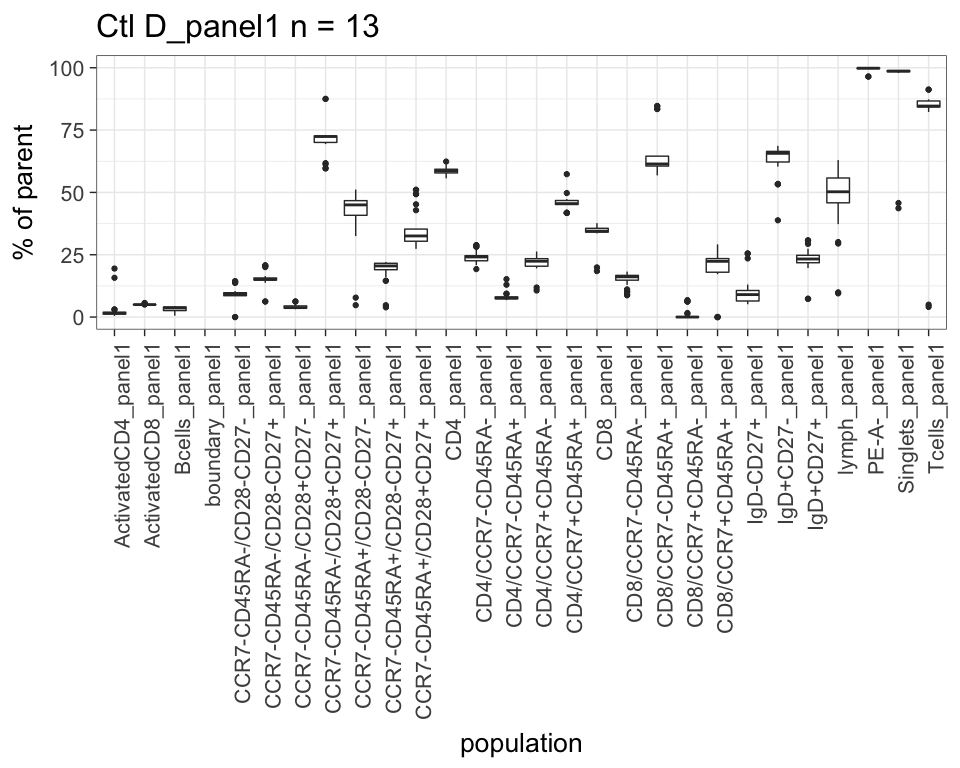 Ctl D_panel1 n = 13
% of parent
100
75
50
25
0
ActivatedCD4_panel1
ActivatedCD8_panel1
Bcells_panel1
boundary_panel1
CCR7-CD45RA-/CD28-CD27-_panel1
CCR7-CD45RA-/CD28-CD27+_panel1
CCR7-CD45RA-/CD28+CD27-_panel1
CCR7-CD45RA-/CD28+CD27+_panel1
CCR7-CD45RA+/CD28-CD27-_panel1
CCR7-CD45RA+/CD28-CD27+_panel1
CCR7-CD45RA+/CD28+CD27+_panel1
CD4_panel1
CD4/CCR7-CD45RA-_panel1
CD4/CCR7-CD45RA+_panel1
CD4/CCR7+CD45RA-_panel1
CD4/CCR7+CD45RA+_panel1
CD8_panel1
CD8/CCR7-CD45RA-_panel1
CD8/CCR7-CD45RA+_panel1
CD8/CCR7+CD45RA-_panel1
CD8/CCR7+CD45RA+_panel1
IgD-CD27+_panel1
IgD+CD27-_panel1
IgD+CD27+_panel1
lymph_panel1
PE-A-_panel1
Singlets_panel1
Tcells_panel1
population